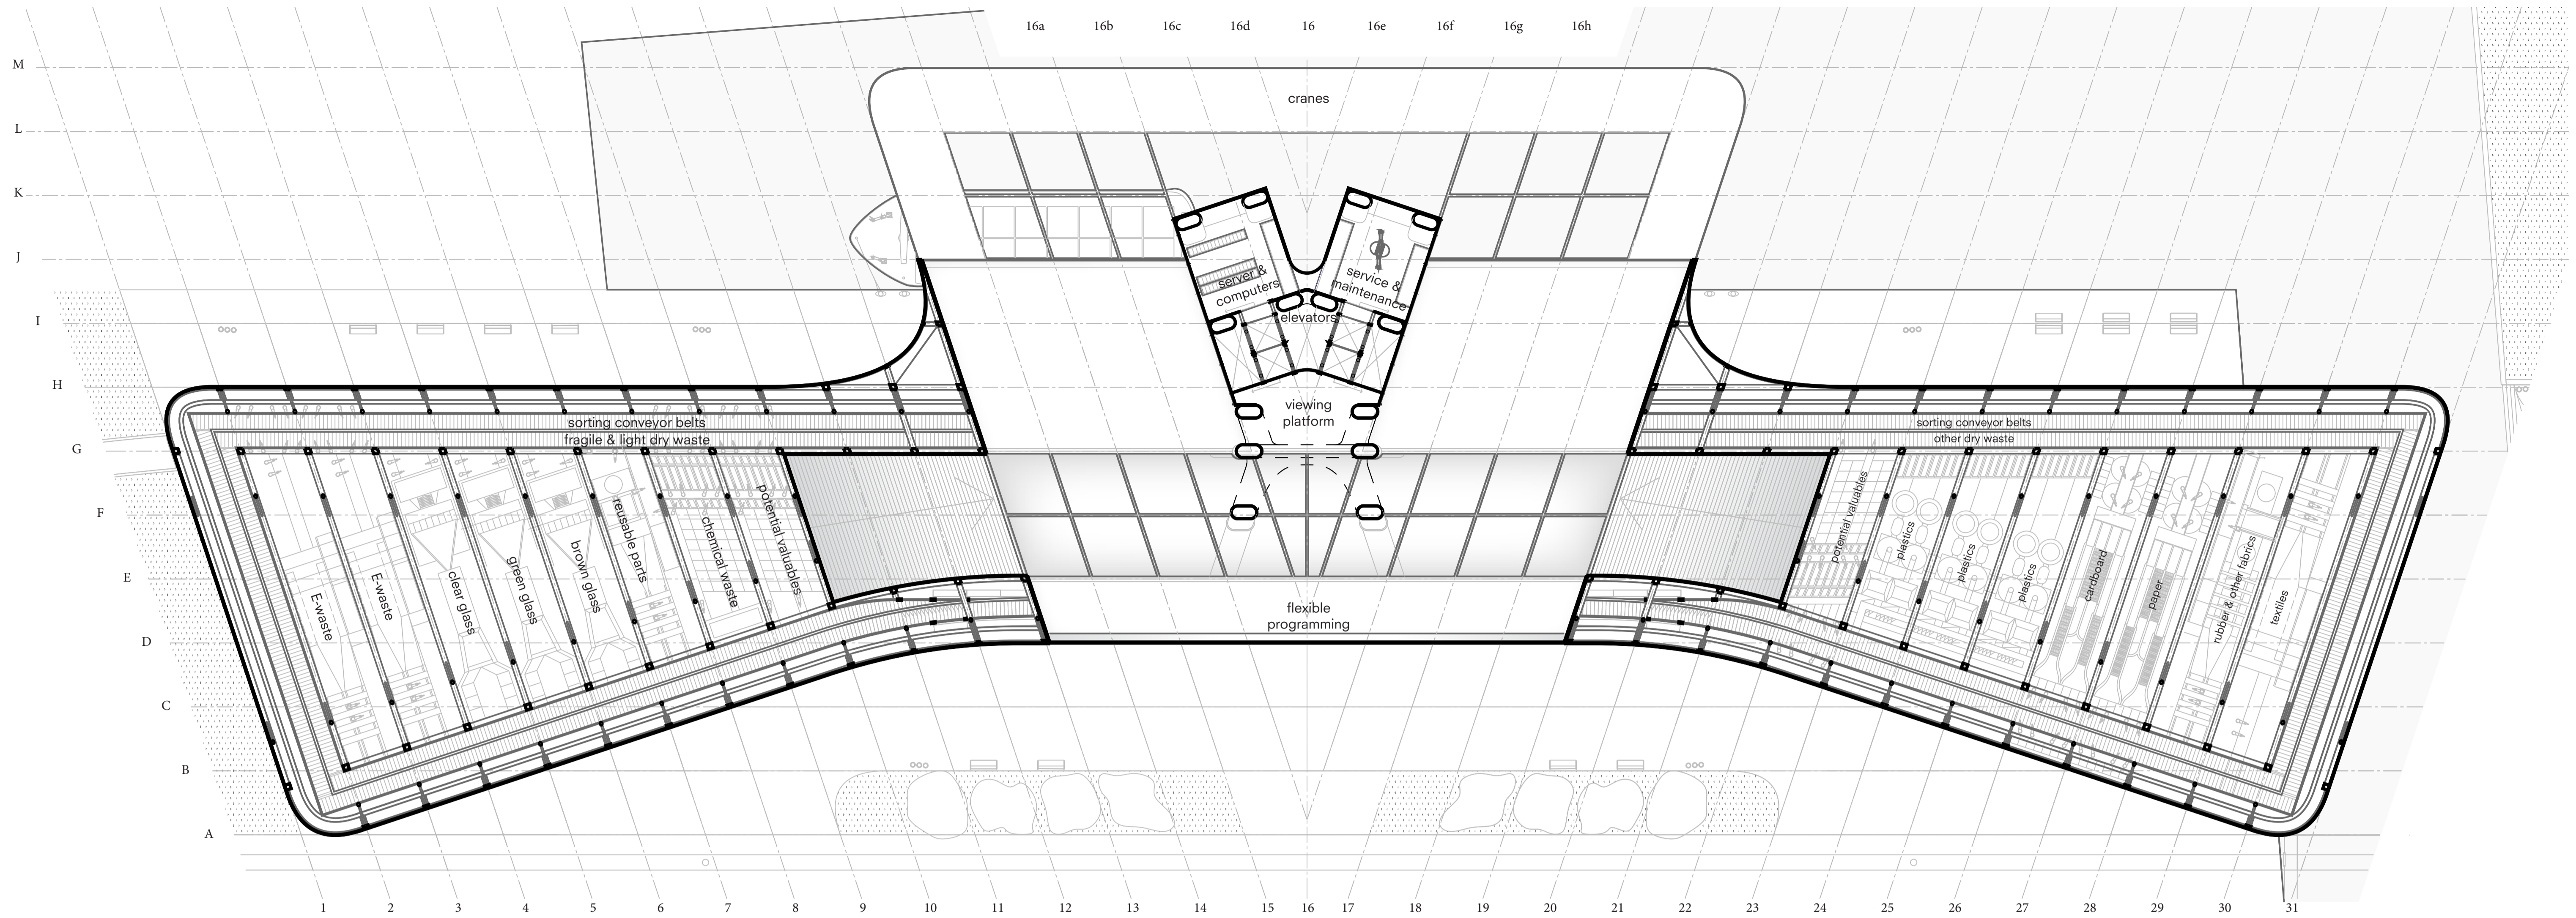 16a 16b 16c 16d 16 16e 16f 16g 16h
M
cranes
L
K
J
server &
computers
service &
maintenance
elevators
I
H
viewing
platform
sorting conveyor belts
fragile & light dry waste
sorting conveyor belts
other dry waste
G
F
E
D
C
B
A
E-waste
E-waste
clear glass
green glass
brown glass
reusable parts
chemical waste
potential valuables
flexible
programming
potential valuables
plastics
plastics
plastics
cardboard
paper
rubber & other fabrics
textiles
1 2 3 4 5 6 7 8 9 10 11 12 13 14 15 16 17 18 19 20 21 22 23 24 25 26 27 28 29 30 31